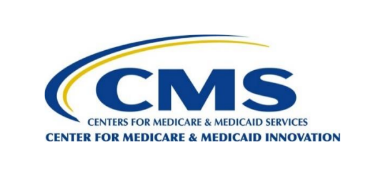 CMS
CENTERS FOR MEDICARE & MEDICAID SERVICES
CENTER FOR MEDICARE & MEDICAID INNOVATION